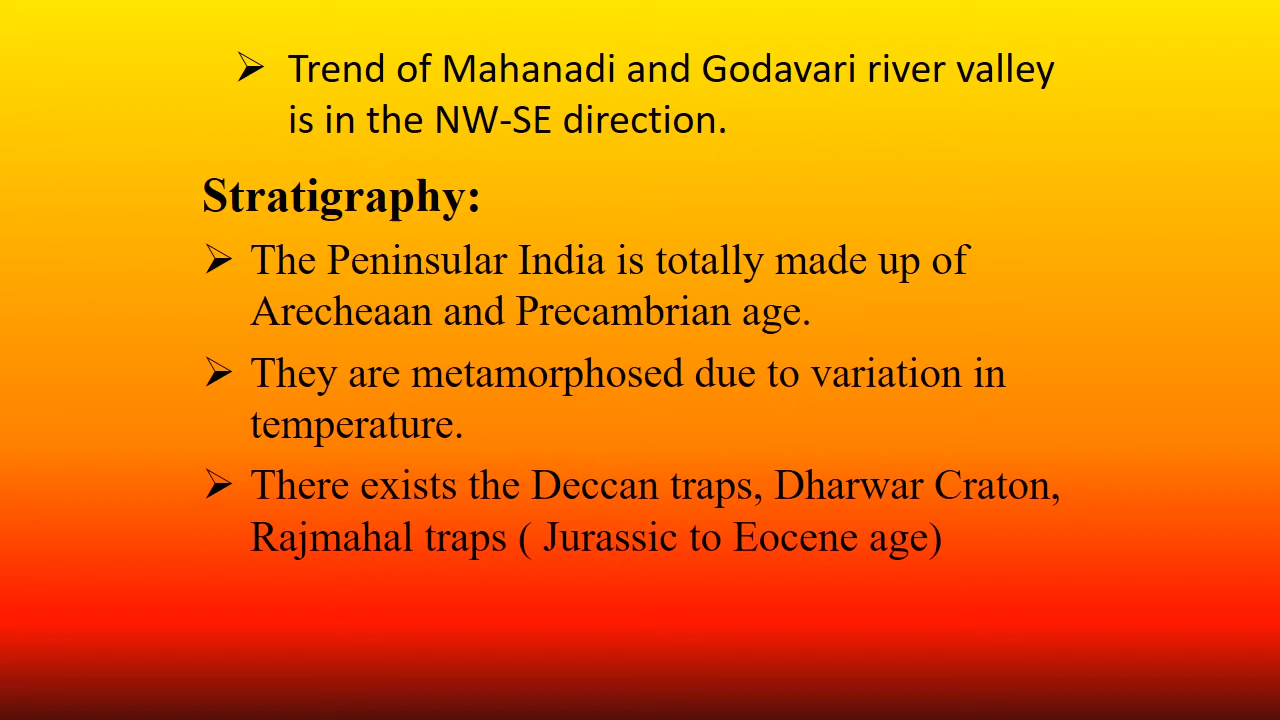 ➢ Trend of Mahanadi and Godavari river valley
is in the NW-SE direction.
Stratigraphy:
➢ The Peninsular India is totally made up of
Arecheaan and Precambrian age.
➢ They are metamorphosed due to variation in
temperature.
➢ There exists the Deccan traps, Dharwar Craton,
Rajmahal traps ( Jurassic to Eocene age)